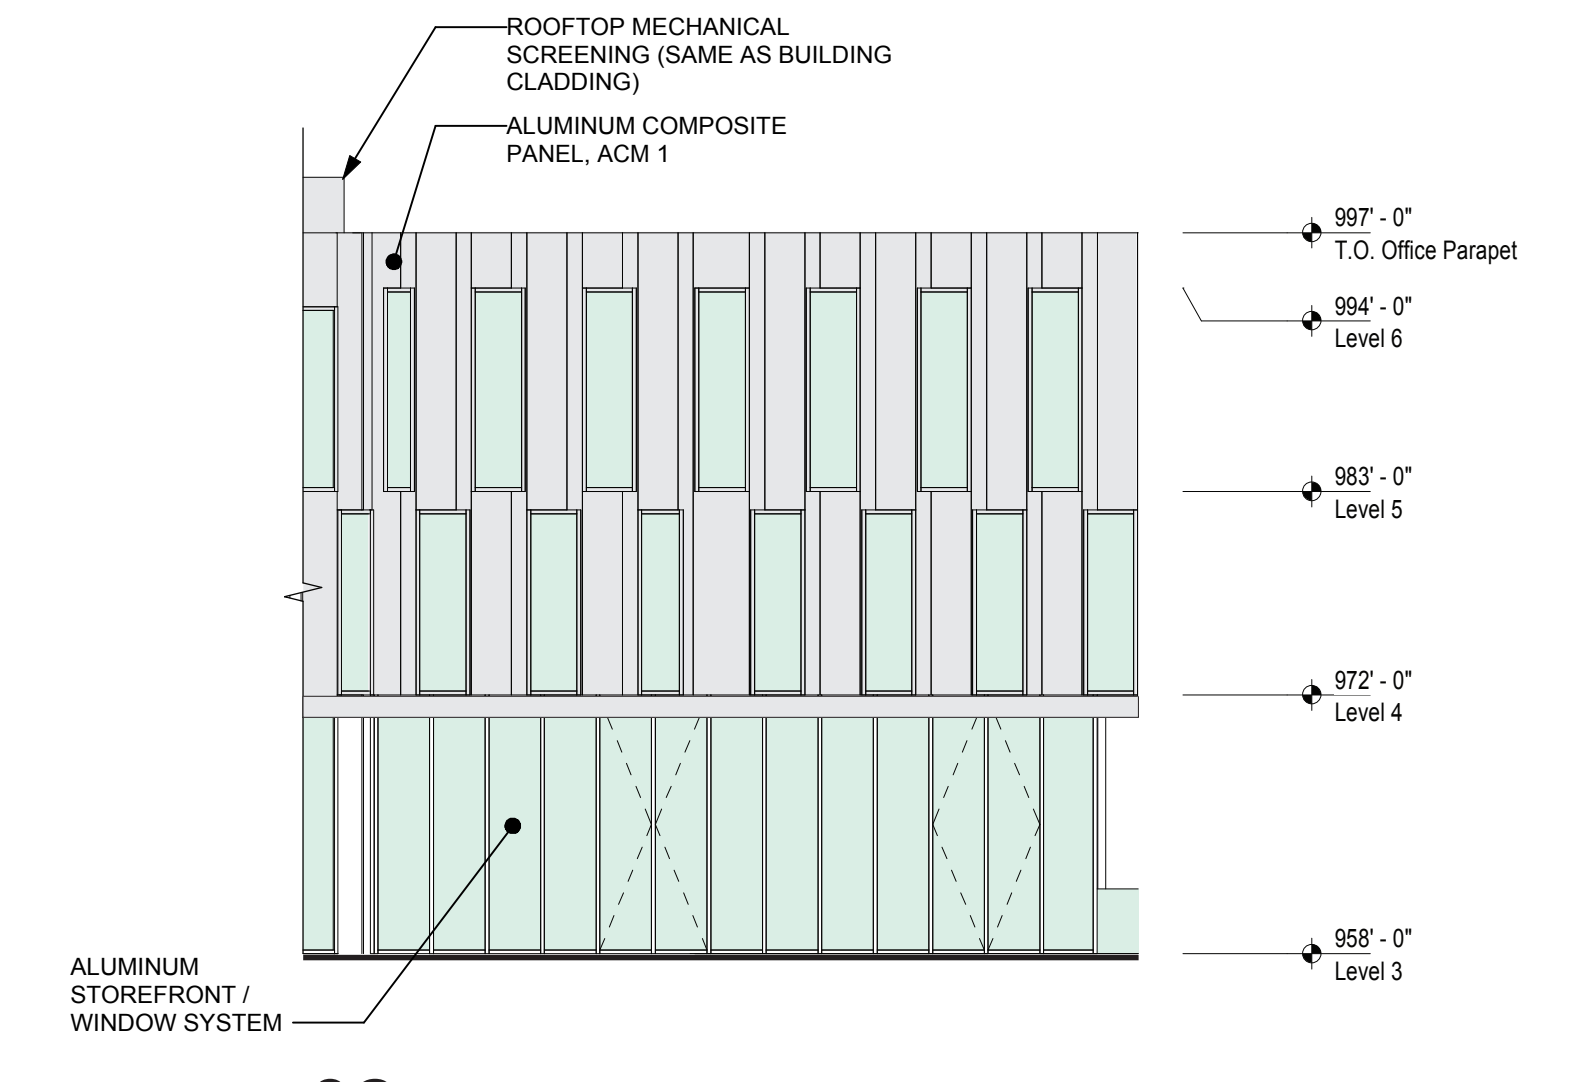 ROOFTOP MECHANICAL
SCREENING (SAME AS BUILDING
CLADDING)
ALUMINUM COMPOSITE
PANEL, ACM 1
997' - 0"
T.O. Office Parapet
994' - 0"
Level 6
983' - 0"
Level 5
972' - 0"
Level 4
958' - 0"
Level 3
ALUMINUM
STOREFRONT /
WINDOW SYSTEM